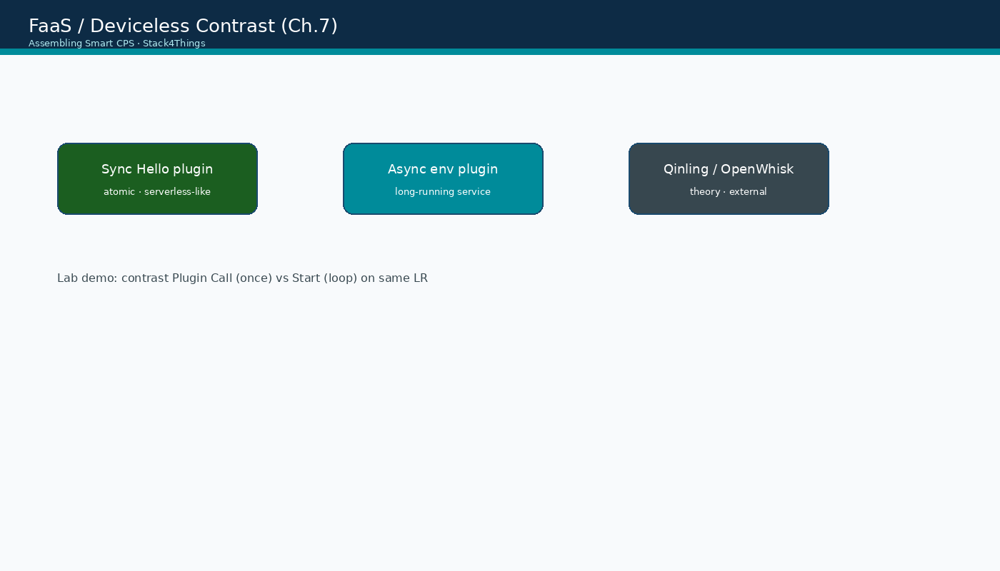 FaaS / Deviceless Contrast (Ch.7)
Assembling Smart CPS · Stack4Things
Sync Hello plugin
atomic · serverless-like
Async env plugin
long-running service
Qinling / OpenWhisk
theory · external
Lab demo: contrast Plugin Call (once) vs Start (loop) on same LR